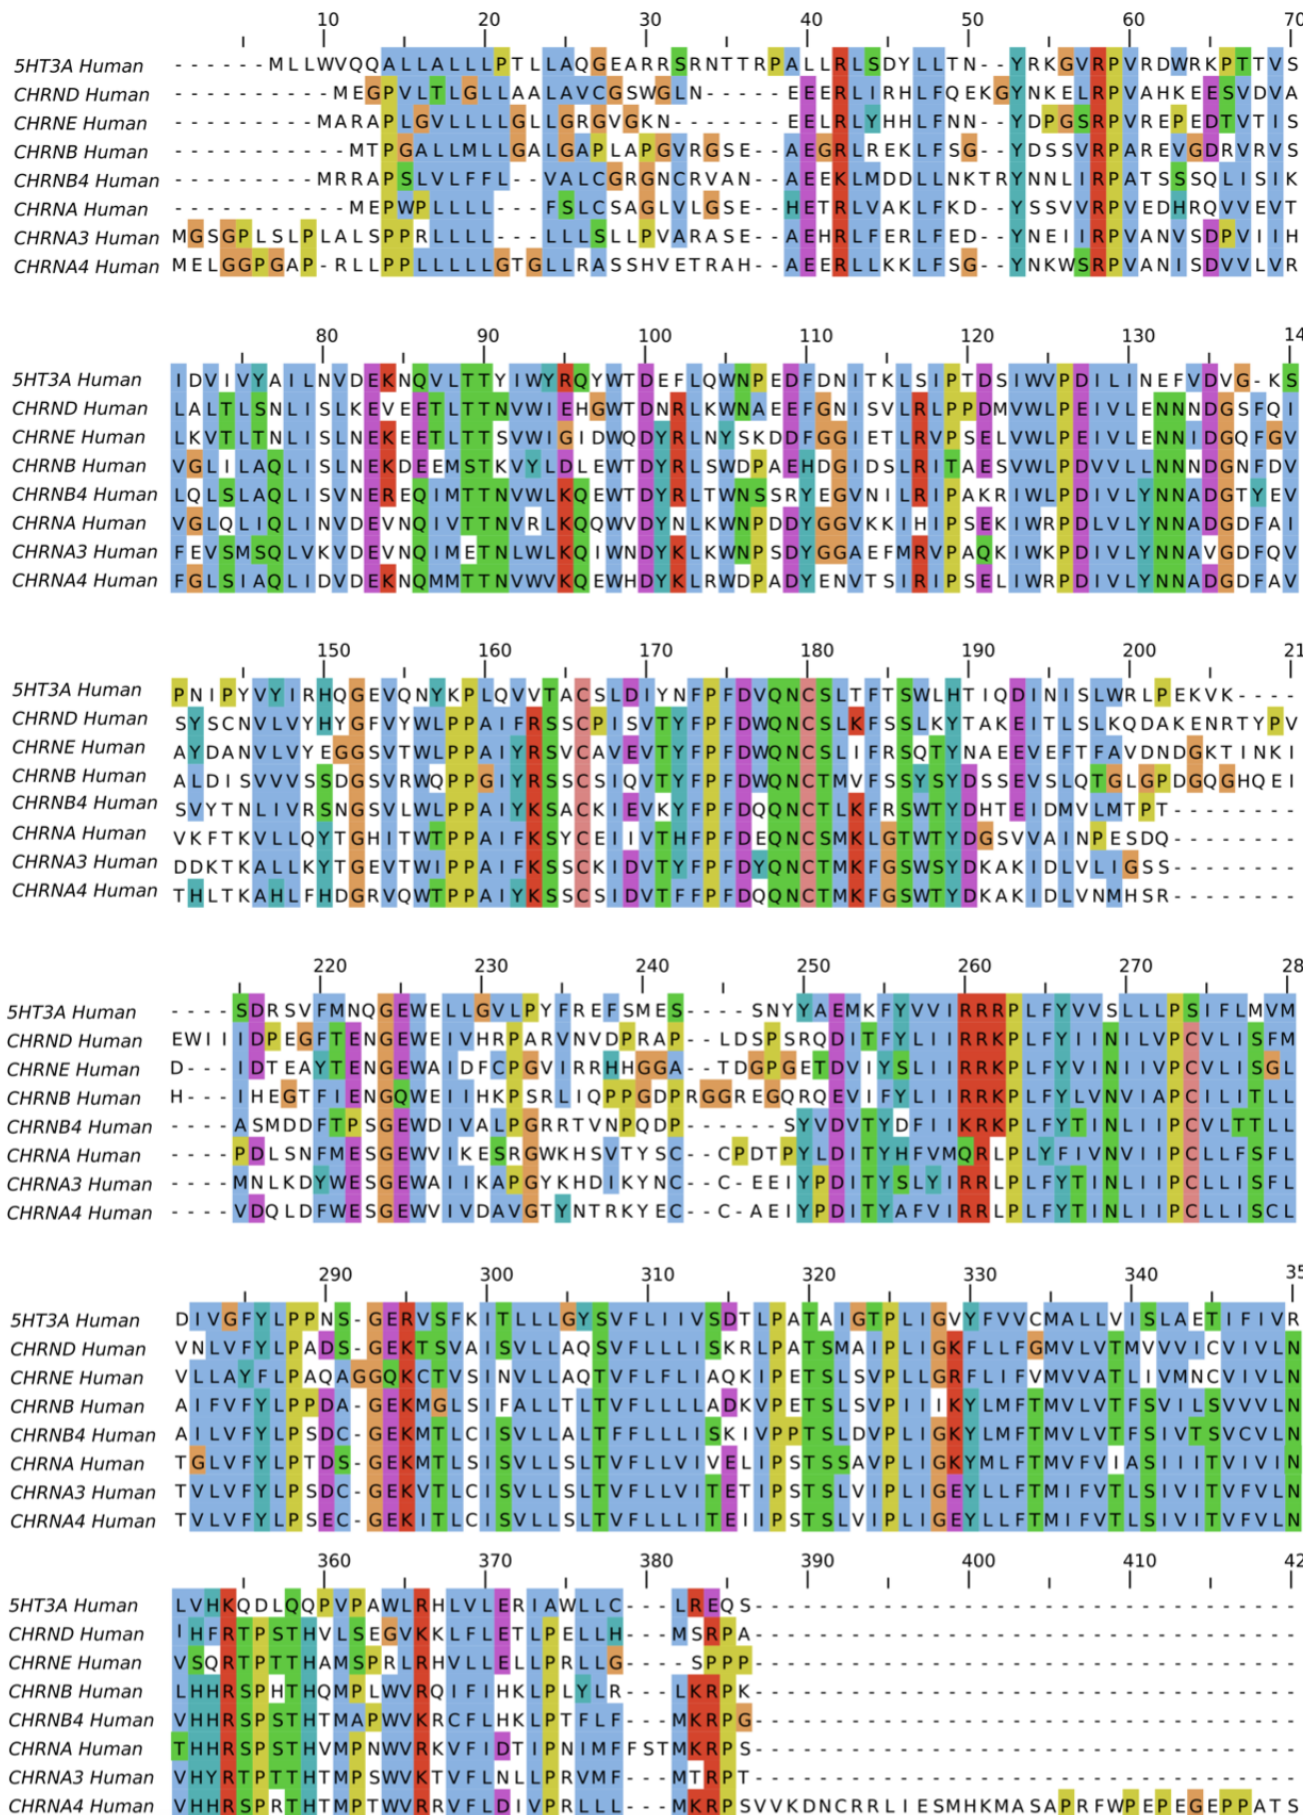 10 20 30 40 50 60 70
5HT3A Human ------MLLWVQQALLALLLPTLLAQGEARRSRNTTRPALLRLSDYLLTN--YRKGVRPVRDWRKPTTVS
CHRND Human ----------MEGPVLTLGLLAALAVCGSWGLN-----EEERLIRHLFQEKGYNKELRPVAHKEESVDVA
CHRNE Human ---------MARAPLGVLLLLGLLGRGVGKN-------EELRLYHHLFNN--YDPGSRPVREPEDTVTIS
CHRNB Human -----------MTPGALLMLLGALGAPLAPGVRGSE--AEGRLREKLFSG--YDSSVRPAREVGDRVRVS
CHRNB4 Human ---------MRRAPSLVLFFL--VALCGRGNCRVAN--AEEKLMDDLLNKTRYNNLIRPATSSSQLISIK
CHRNA Human -----------MEPWPLLLL---FSLCSAGLVLGSE--HETRLVAKLFKD--YSSVVRPVEDHRQVVEVT
CHRNA3 Human MGSGPLSLPLALSPPRLLLL---LLLSLLPVARASE--AEHRLFERLFED--YNEIIRPVANVSDPVIIH
CHRNA4 Human MELGGPGAP-RLLPPLLLLLGTGLLRASSHVETRAH--AEERLLKKLFSG--YNKWSRPVANISDVVLVR
80 90 100 110 120 130 14
5HT3A Human IDVIVYAILNVDEKNQVLTTYIWYRQYWTDEFLQWNPEDFDNITKLSIPTDSIWVPDILINEFVDVG-KS
CHRND Human LALTLSNLISLKEVEETLTTNVWIEHGWTDNRLKWNAEEFGNISVLRLPPDMVWLPEIVLENNNDGSFQI
CHRNE Human LKVTLTNLISLNEKEETLTTSVWIGIDWQDYRLNYSKDDFGGIETLRVPSELVWLPEIVLENNIDGQFGV
CHRNB Human VGLILAQLISLNEKDEEMSTKVYLDLEWTDYRLSWDPAEHDGIDSLRITAESVWLPDVVLLNNNDGNFDV
CHRNB4 Human LQLSLAQLISVNEREQIMTTNVWLKQEWTDYRLTWNSSRYEGVNILRIPAKRIWLPDIVLYNNADGTYEV
CHRNA Human VGLQLIQLINVDEVNQIVTTNVRLKQQWVDYNLKWNPDDYGGVKKIHIPSEKIWRPDLVLYNNADGDFAI
CHRNA3 Human FEVSMSQLVKVDEVNQIMETNLWLKQIWNDYKLKWNPSDYGGAEFMRVPAQKIWKPDIVLYNNAVGDFQV
CHRNA4 Human FGLSIAQLIDVDEKNQMMTTNVWVKQEWHDYKLRWDPADYENVTSIRIPSELIWRPDIVLYNNADGDFAV
150 160 170 180 190 200 21
5HT3A Human PNIPYVYIRHQGEVQNYKPLQVVTACSLDIYNFPFDVQNCSLTFTSWLHTIQDINISLWRLPEKVK----
CHRND Human SYSCNVLVYHYGFVYWLPPAIFRSSCPISVTYFPFDWQNCSLKFSSLKYTAKEITLSLKQDAKENRTYPV
CHRNE Human AYDANVLVYEGGSVTWLPPAIYRSVCAVEVTYFPFDWQNCSLIFRSQTYNAEEVEFTFAVDNDGKTINKI
CHRNB Human ALDISVVVSSDGSVRWQPPGIYRSSCSIQVTYFPFDWQNCTMVFSSYSYDSSEVSLQTGLGPDGQGHQEI
CHRNB4 Human SVYTNLIVRSNGSVLWLPPAIYKSACKIEVKYFPFDQQNCTLKFRSWTYDHTEIDMVLMTPT--------
CHRNA Human VKFTKVLLQYTGHITWTPPAIFKSYCEIIVTHFPFDEQNCSMKLGTWTYDGSVVAINPESDQ--------
CHRNA3 Human DDKTKALLKYTGEVTWIPPAIFKSSCKIDVTYFPFDYQNCTMKFGSWSYDKAKIDLVLIGSS--------
CHRNA4 Human THLTKAHLFHDGRVQWTPPAIYKSSCSIDVTFFPFDQQNCTMKFGSWTYDKAKIDLVNMHSR--------
220 230 240 250 260 270 28
5HT3A Human ----SDRSVFMNQGEWELLGVLPYFREFSMES----SNYYAEMKFYVVIRRRPLFYVVSLLLPSIFLMVM
CHRND Human EWIIIDPEGFTENGEWEIVHRPARVNVDPRAP--LDSPSRQDITFYLIIRRKPLFYIINILVPCVLISFM
CHRNE Human D---IDTEAYTENGEWAIDFCPGVIRRHHGGA--TDGPGETDVIYSLIIRRKPLFYVINIIVPCVLISGL
CHRNB Human H---IHEGTFIENGQWEIIHKPSRLIQPPGDPRGGREGQRQEVIFYLIIRRKPLFYLVNVIAPCILITLL
CHRNB4 Human ----ASMDDFTPSGEWDIVALPGRRTVNPQDP------SYVDVTYDFIIKRKPLFYTINLIIPCVLTTLL
CHRNA Human ----PDLSNFMESGEWVIKESRGWKHSVTYSC--CPDTPYLDITYHFVMQRLPLYFIVNVIIPCLLFSFL
CHRNA3 Human ----MNLKDYWESGEWAIIKAPGYKHDIKYNC--C-EEIYPDITYSLYIRRLPLFYTINLIIPCLLISFL
CHRNA4 Human ----VDQLDFWESGEWVIVDAVGTYNTRKYEC--C-AEIYPDITYAFVIRRLPLFYTINLIIPCLLISCL
290 300 310 320 330 340 35
5HT3A Human DIVGFYLPPNS-GERVSFKITLLLGYSVFLIIVSDTLPATAIGTPLIGVYFVVCMALLVISLAETIFIVR
CHRND Human VNLVFYLPADS-GEKTSVAISVLLAQSVFLLLISKRLPATSMAIPLIGKFLLFGMVLVTMVVVICVIVLN
CHRNE Human VLLAYFLPAQAGGQKCTVSINVLLAQTVFLFLIAQKIPETSLSVPLLGRFLIFVMVVATLIVMNCVIVLN
CHRNB Human AIFVFYLPPDA-GEKMGLSIFALLTLTVFLLLLADKVPETSLSVPIIIKYLMFTMVLVTFSVILSVVVLN
CHRNB4 Human AILVFYLPSDC-GEKMTLCISVLLALTFFLLLISKIVPPTSLDVPLIGKYLMFTMVLVTFSIVTSVCVLN
CHRNA Human TGLVFYLPTDS-GEKMTLSISVLLSLTVFLLVIVELIPSTSSAVPLIGKYMLFTMVFVIASIIITVIVIN
CHRNA3 Human TVLVFYLPSDC-GEKVTLCISVLLSLTVFLLVITETIPSTSLVIPLIGEYLLFTMIFVTLSIVITVFVLN
CHRNA4 Human TVLVFYLPSEC-GEKITLCISVLLSLTVFLLLITEIIPSTSLVIPLIGEYLLFTMIFVTLSIVITVFVLN
360 370 380 390 400 410 42
5HT3A Human LVHKQDLQQPVPAWLRHLVLERIAWLLC---LREQS----------------------------------
CHRND Human IHFRTPSTHVLSEGVKKLFLETLPELLH---MSRPA----------------------------------
CHRNE Human VSQRTPTTHAMSPRLRHVLLELLPRLLG----SPPP----------------------------------
CHRNB Human LHHRSPHTHQMPLWVRQIFIHKLPLYLR---LKRPK----------------------------------
CHRNB4 Human VHHRSPSTHTMAPWVKRCFLHKLPTFLF---MKRPG----------------------------------
CHRNA Human THHRSPSTHVMPNWVRKVFIDTIPNIMFFSTMKRPS----------------------------------
CHRNA3 Human VHYRTPTTHTMPSWVKTVFLNLLPRVMF---MTRPT----------------------------------
CHRNA4 Human VHHRSPRTHTMPTWVRRVFLDIVPRLLL---MKRPSVVKDNCRRLIESMHKMASAPRFWPEPEGEPPATS